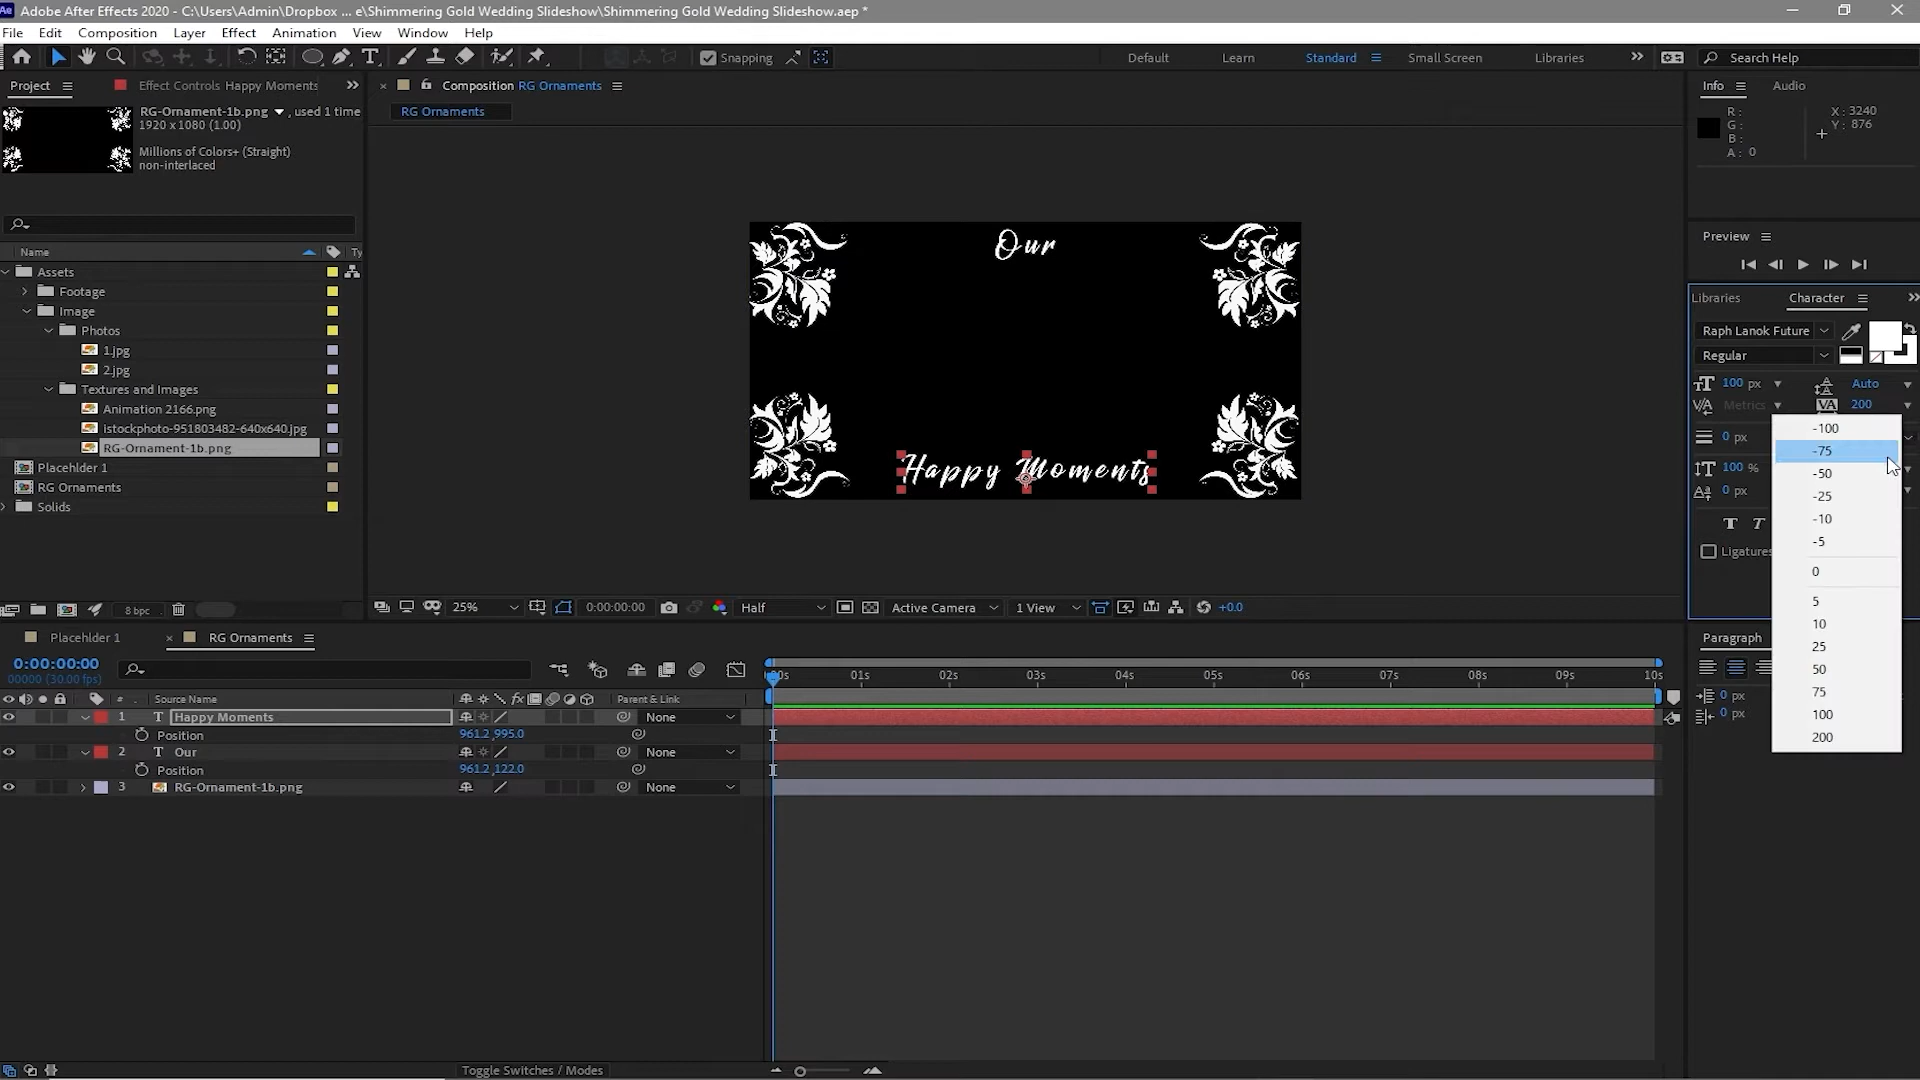 Adobe After Effects 2020 - C:\Users\Admin\Dropbox ... e\Shimmering Gold Wedding Slideshow\Shimmering Gold Wedding Slideshow.aep *
File Edit Composition Layer Effect Animation View Window Help
Snapping
Default Learn Standard Small Screen Libraries Search Help
Project Effect Controls Happy Moments
Composition RG Ornaments
Info Audio
RG-Ornament-1b.png , used 1 time
1920 x 1080 (1.00)
Millions of Colors+ (Straight)
non-interlaced
RG Ornaments
R:
G:
B:
A: 0
X: 3240
Y: 876
Name Ty
Assets
Footage
Image
Photos
1.jpg
2.jpg
Textures and Images
Animation 2166.png
istockphoto-951803482-640x640.jpg
RG-Ornament-1b.png
Placehlder 1
RG Ornaments
Solids
8 bpc
Our
Happy Moments
25% 0:00:00:00 Half Active Camera 1 View +0.0
Preview
Libraries Character
Raph Lanok Future
Regular
100 px Auto
Metrics 200
0 px
100 %
0 px
T T
Ligatures
-100
-75
-50
-25
-10
-5
0
5
10
25
50
75
100
200
Paragraph
0 px
0 px
Placehlder 1 RG Ornaments
0:00:00:00
00000 (30.00 fps)
# Source Name fx Parent & Link
:00s 01s 02s 03s 04s 05s 06s 07s 08s 09s 10s
1 T Happy Moments None
Position 961.2,995.0
2 T Our None
Position 961.2,122.0
3 RG-Ornament-1b.png None
Toggle Switches / Modes